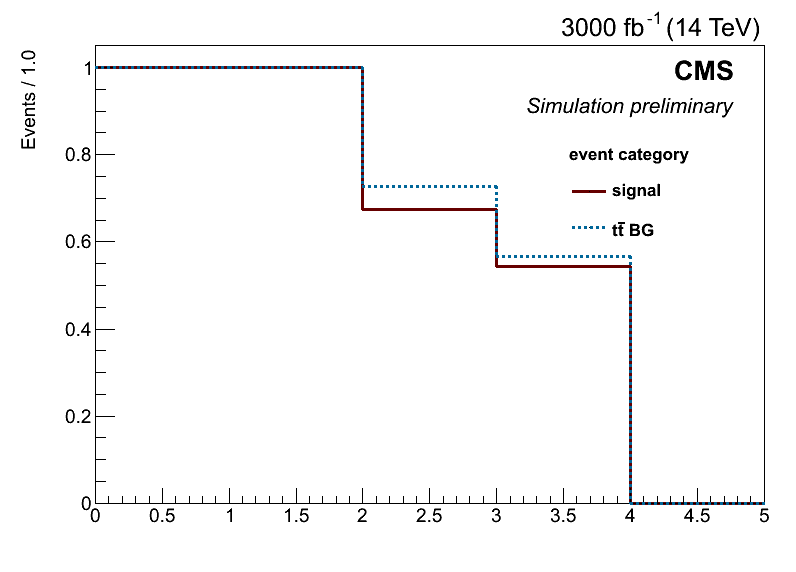 3000 fb⁻¹ (14 TeV)
CMS
Simulation preliminary
Events / 1.0
event category
signal
tt̄ BG
1
0.8
0.6
0.4
0.2
0
0 0.5 1 1.5 2 2.5 3 3.5 4 4.5 5